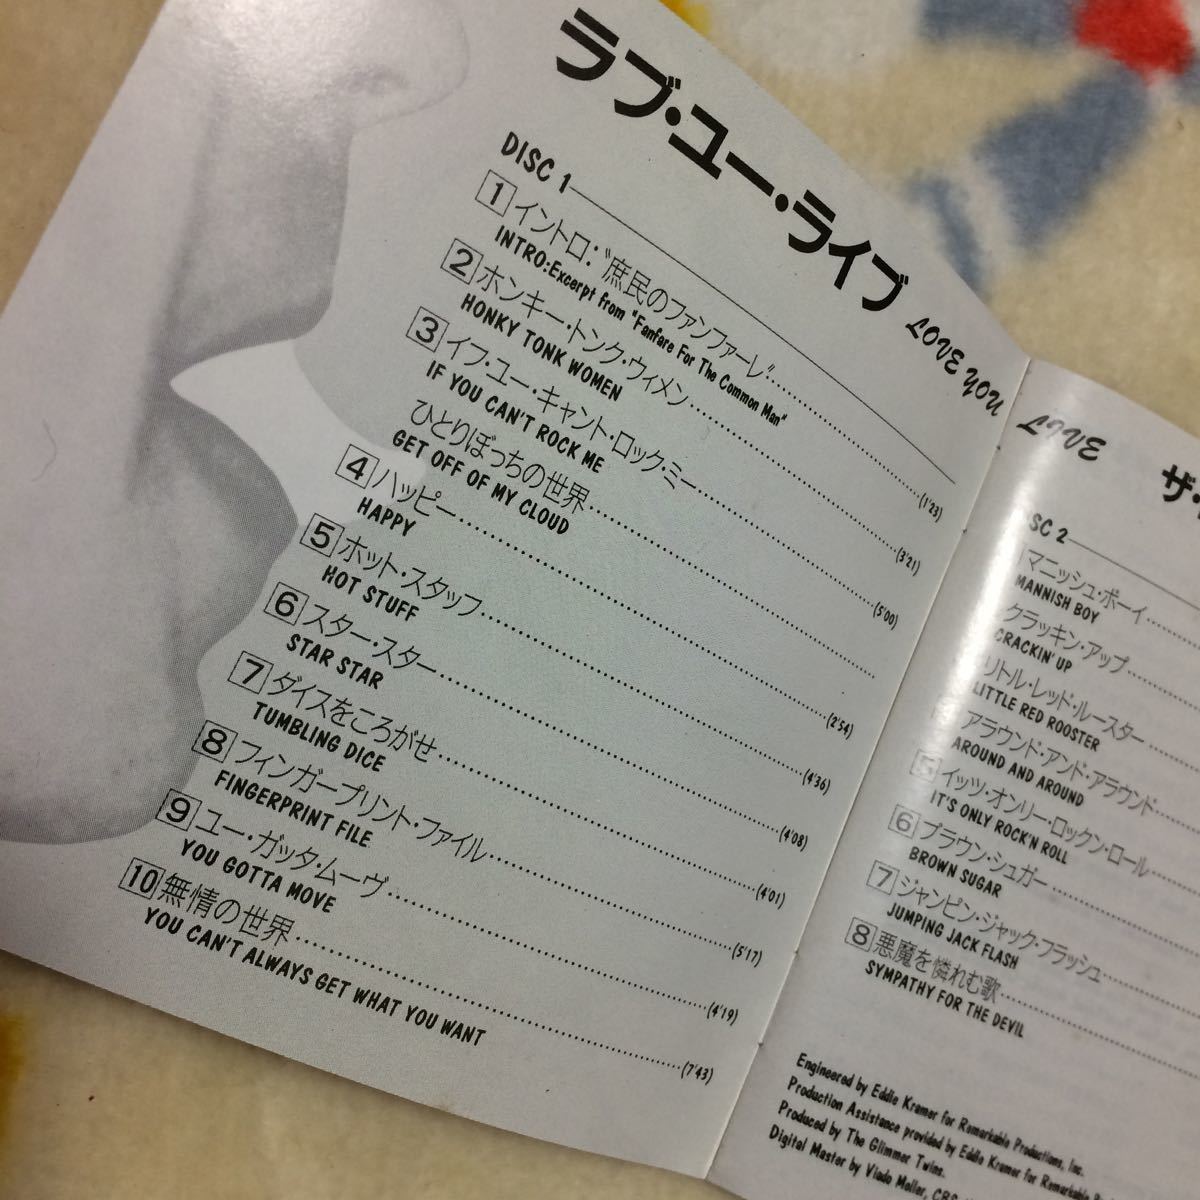 ラブ・ユー・ライブ LOVE YOU LIVE
DISC 1
1 イントロ:〝庶民のファンファーレ〟 (1'23)
INTRO:Excerpt from "Fanfare For The Common Man"
2 ホンキー・トンク・ウィメン (3'21)
HONKY TONK WOMEN
3 イフ・ユー・キャント・ロック・ミー (5'00)
IF YOU CAN'T ROCK ME
ひとりぼっちの世界
GET OFF OF MY CLOUD
4 ハッピー (2'54)
HAPPY
5 ホット・スタッフ (4'36)
HOT STUFF
6 スター・スター (4'08)
STAR STAR
7 ダイスをころがせ (4'01)
TUMBLING DICE
8 フィンガープリント・ファイル (5'17)
FINGERPRINT FILE
9 ユー・ガッタ・ムーヴ (4'19)
YOU GOTTA MOVE
10 無情の世界 (7'43)
YOU CAN'T ALWAYS GET WHAT YOU WANT
ザ・
SC 2
マニッシュ・ボーイ
MANNISH BOY
クラッキン・アップ
CRACKIN' UP
リトル・レッド・ルースター
LITTLE RED ROOSTER
アラウンド・アンド・アラウンド
AROUND AND AROUND
5 イッツ・オンリー・ロックン・ロール
IT'S ONLY ROCK'N ROLL
6 ブラウン・シュガー
BROWN SUGAR
7 ジャンピン・ジャック・フラッシュ
JUMPING JACK FLASH
8 悪魔を憐れむ歌
SYMPATHY FOR THE DEVIL
Engineered by Eddie Kramer for Remarkable Productions, Inc.
Production Assistance provided by Eddie Kramer for Remarkable
Produced by The Glimmer Twins.
Digital Master by Vlado Meller,